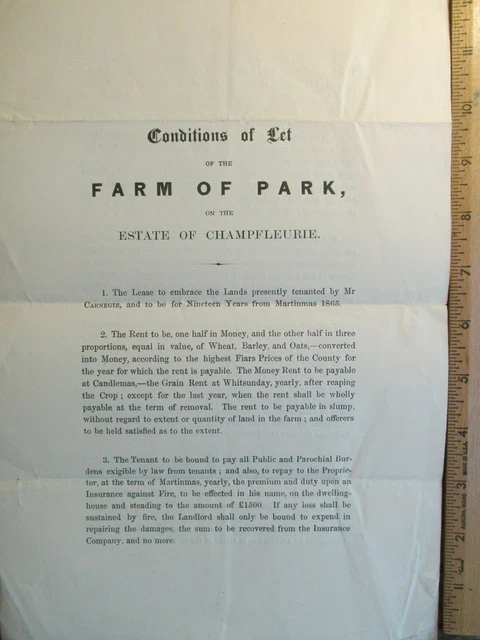 Conditions of Let
OF THE
FARM OF PARK,
ON THE
ESTATE OF CHAMPFLEURIE.
1. The Lease to embrace the Lands presently tenanted by Mr
CARNEGIE, and to be for Nineteen Years from Martinmas 1865.
2. The Rent to be, one half in Money, and the other half in three
proportions, equal in value, of Wheat, Barley, and Oats,—converted
into Money, according to the highest Fiars Prices of the County for
the year for which the rent is payable. The Money Rent to be payable
at Candlemas,—the Grain Rent at Whitsunday, yearly, after reaping
the Crop; except for the last year, when the rent shall be wholly
payable at the term of removal. The rent to be payable in slump,
without regard to extent or quantity of land in the farm; and offerers
to be held satisfied as to the extent.
3. The Tenant to be bound to pay all Public and Parochial Bur-
dens exigible by law from tenants; and also, to repay to the Proprie-
tor, at the term of Martinmas, yearly, the premium and duty upon an
Insurance against Fire, to be effected in his name, on the dwelling-
house and steading to the amount of £1500. If any loss shall be
sustained by fire, the Landlord shall only be bound to expend in
repairing the damages, the sum to be recovered from the Insurance
Company, and no more.
11
10
9
8
7
6
5
4
3
2
MADE IN U.S.A.